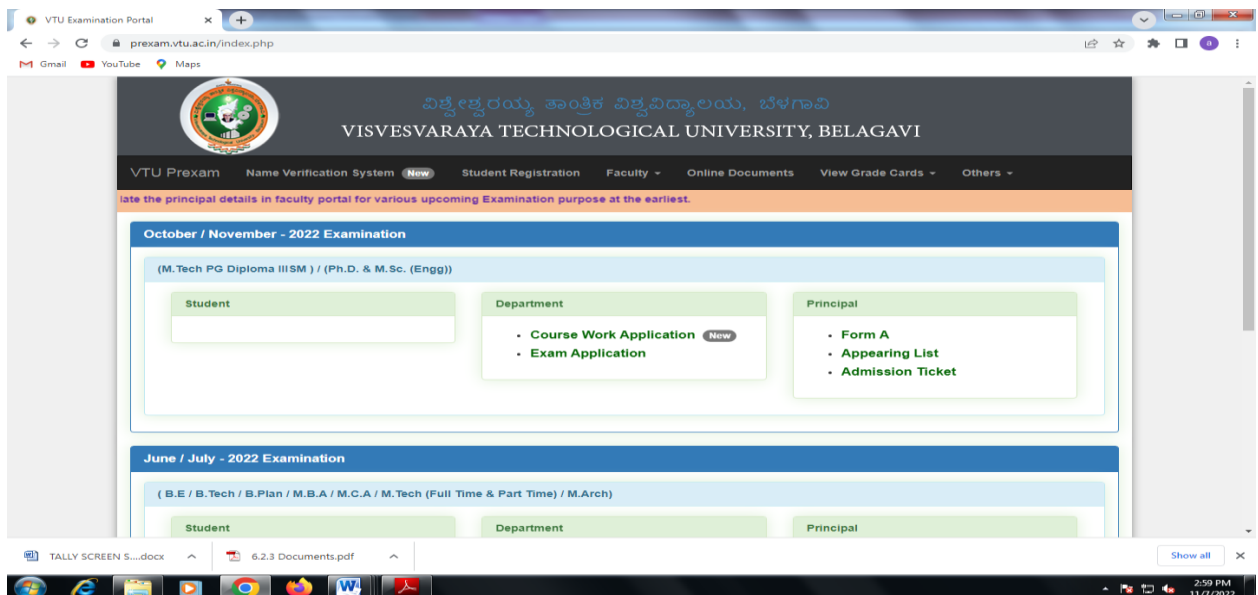 VTU Examination Portal
prexam.vtu.ac.in/index.php
a
Gmail YouTube Maps
ವಿಶ್ವೇಶ್ವರಯ್ಯ ತಾಂತ್ರಿಕ ವಿಶ್ವವಿದ್ಯಾಲಯ, ಬೆಳಗಾವಿ
VISVESVARAYA TECHNOLOGICAL UNIVERSITY, BELAGAVI
VTU Prexam Name Verification System New Student Registration Faculty Online Documents View Grade Cards Others
late the principal details in faculty portal for various upcoming Examination purpose at the earliest.
October / November - 2022 Examination
(M.Tech PG Diploma IIISM ) / (Ph.D. & M.Sc. (Engg))
Student
Department
• Course Work Application New
• Exam Application
Principal
• Form A
• Appearing List
• Admission Ticket
June / July - 2022 Examination
( B.E / B.Tech / B.Plan / M.B.A / M.C.A / M.Tech (Full Time & Part Time) / M.Arch)
Student Department Principal
TALLY SCREEN S....docx 6.2.3 Documents.pdf Show all
2:59 PM
11/7/2022